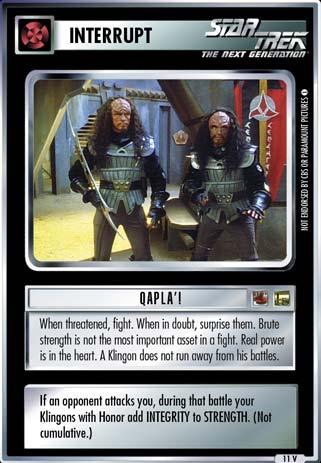 INTERRUPT
STAR TREK
THE NEXT GENERATION®
NOT ENDORSED BY CBS OR PARAMOUNT PICTURES
QAPLA'!
When threatened, fight. When in doubt, surprise them. Brute
strength is not the most important asset in a fight. Real power
is in the heart. A Klingon does not run away from his battles.
If an opponent attacks you, during that battle your
Klingons with Honor add INTEGRITY to STRENGTH. (Not
cumulative.)
11 V